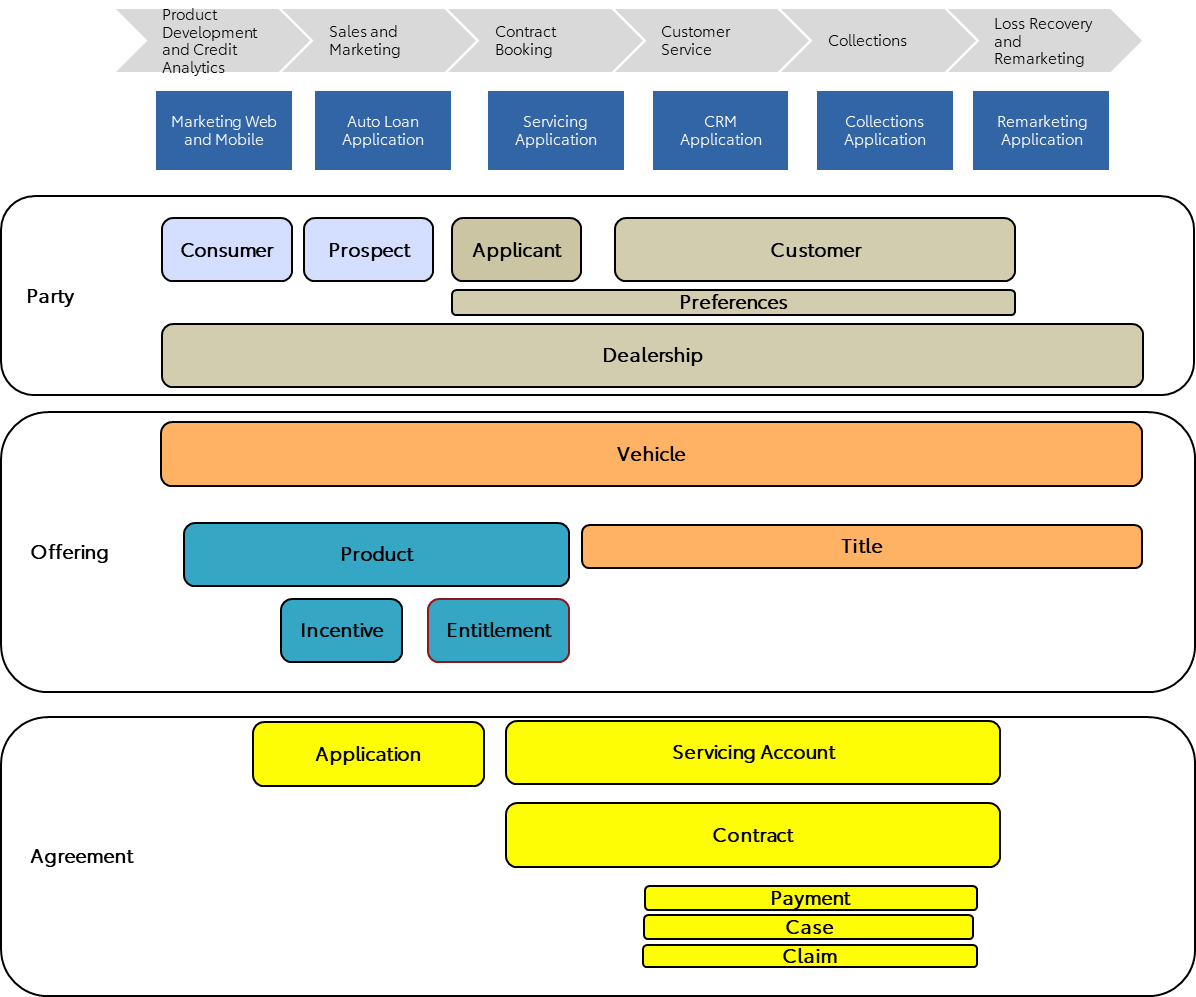 Product
Development
and Credit
Analytics
Sales and
Marketing
Contract
Booking
Customer
Service
Collections
Loss Recovery
and
Remarketing
Marketing Web
and Mobile
Auto Loan
Application
Servicing
Application
CRM
Application
Collections
Application
Remarketing
Application
Party
Consumer
Prospect
Applicant
Customer
Preferences
Dealership
Offering
Vehicle
Product
Title
Incentive
Entitlement
Agreement
Application
Servicing Account
Contract
Payment
Case
Claim